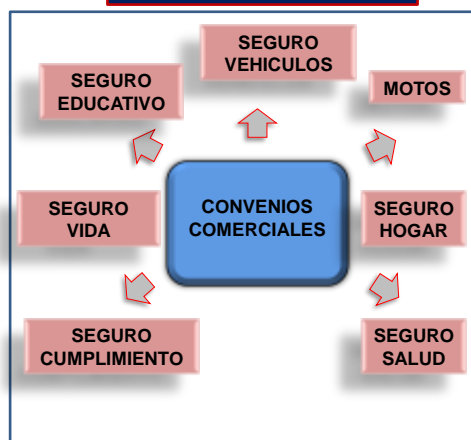 SEGURO
VEHICULOS
SEGURO
EDUCATIVO
MOTOS
SEGURO
VIDA
CONVENIOS
COMERCIALES
SEGURO
HOGAR
SEGURO
CUMPLIMIENTO
SEGURO
SALUD